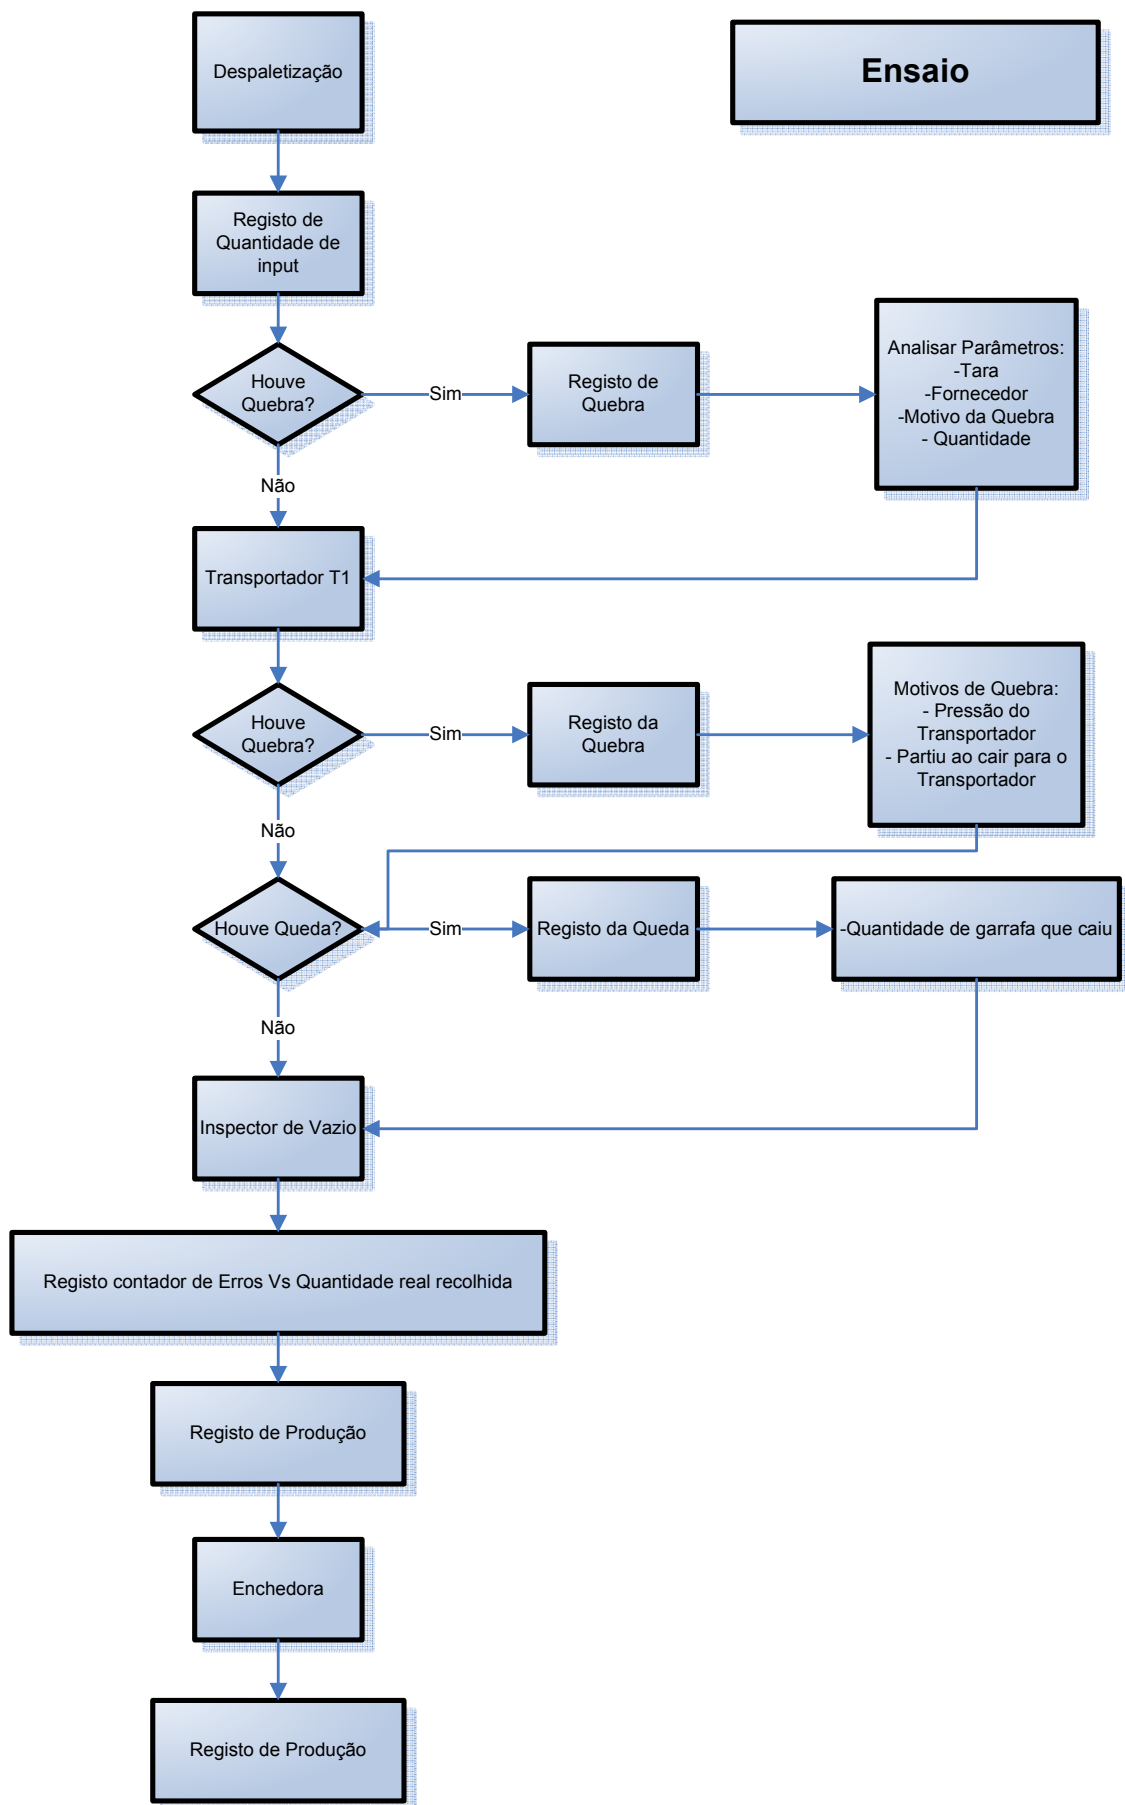 Despaletização
Ensaio
Registo de
Quantidade de
input
Houve
Quebra?
Sim
Registo de
Quebra
Analisar Parâmetros:
-Tara
-Fornecedor
-Motivo da Quebra
- Quantidade
Não
Transportador T1
Houve
Quebra?
Sim
Registo da
Quebra
Motivos de Quebra:
- Pressão do
Transportador
- Partiu ao cair para o
Transportador
Não
Houve Queda?
Sim
Registo da Queda
-Quantidade de garrafa que caiu
Não
Inspector de Vazio
Registo contador de Erros Vs Quantidade real recolhida
Registo de Produção
Enchedora
Registo de Produção